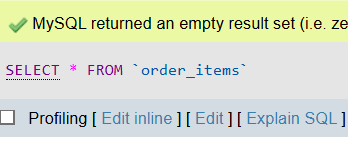 MySQL returned an empty result set (i.e. ze
SELECT * FROM `order_items`
Profiling [ Edit inline ] [ Edit ] [ Explain SQL ]